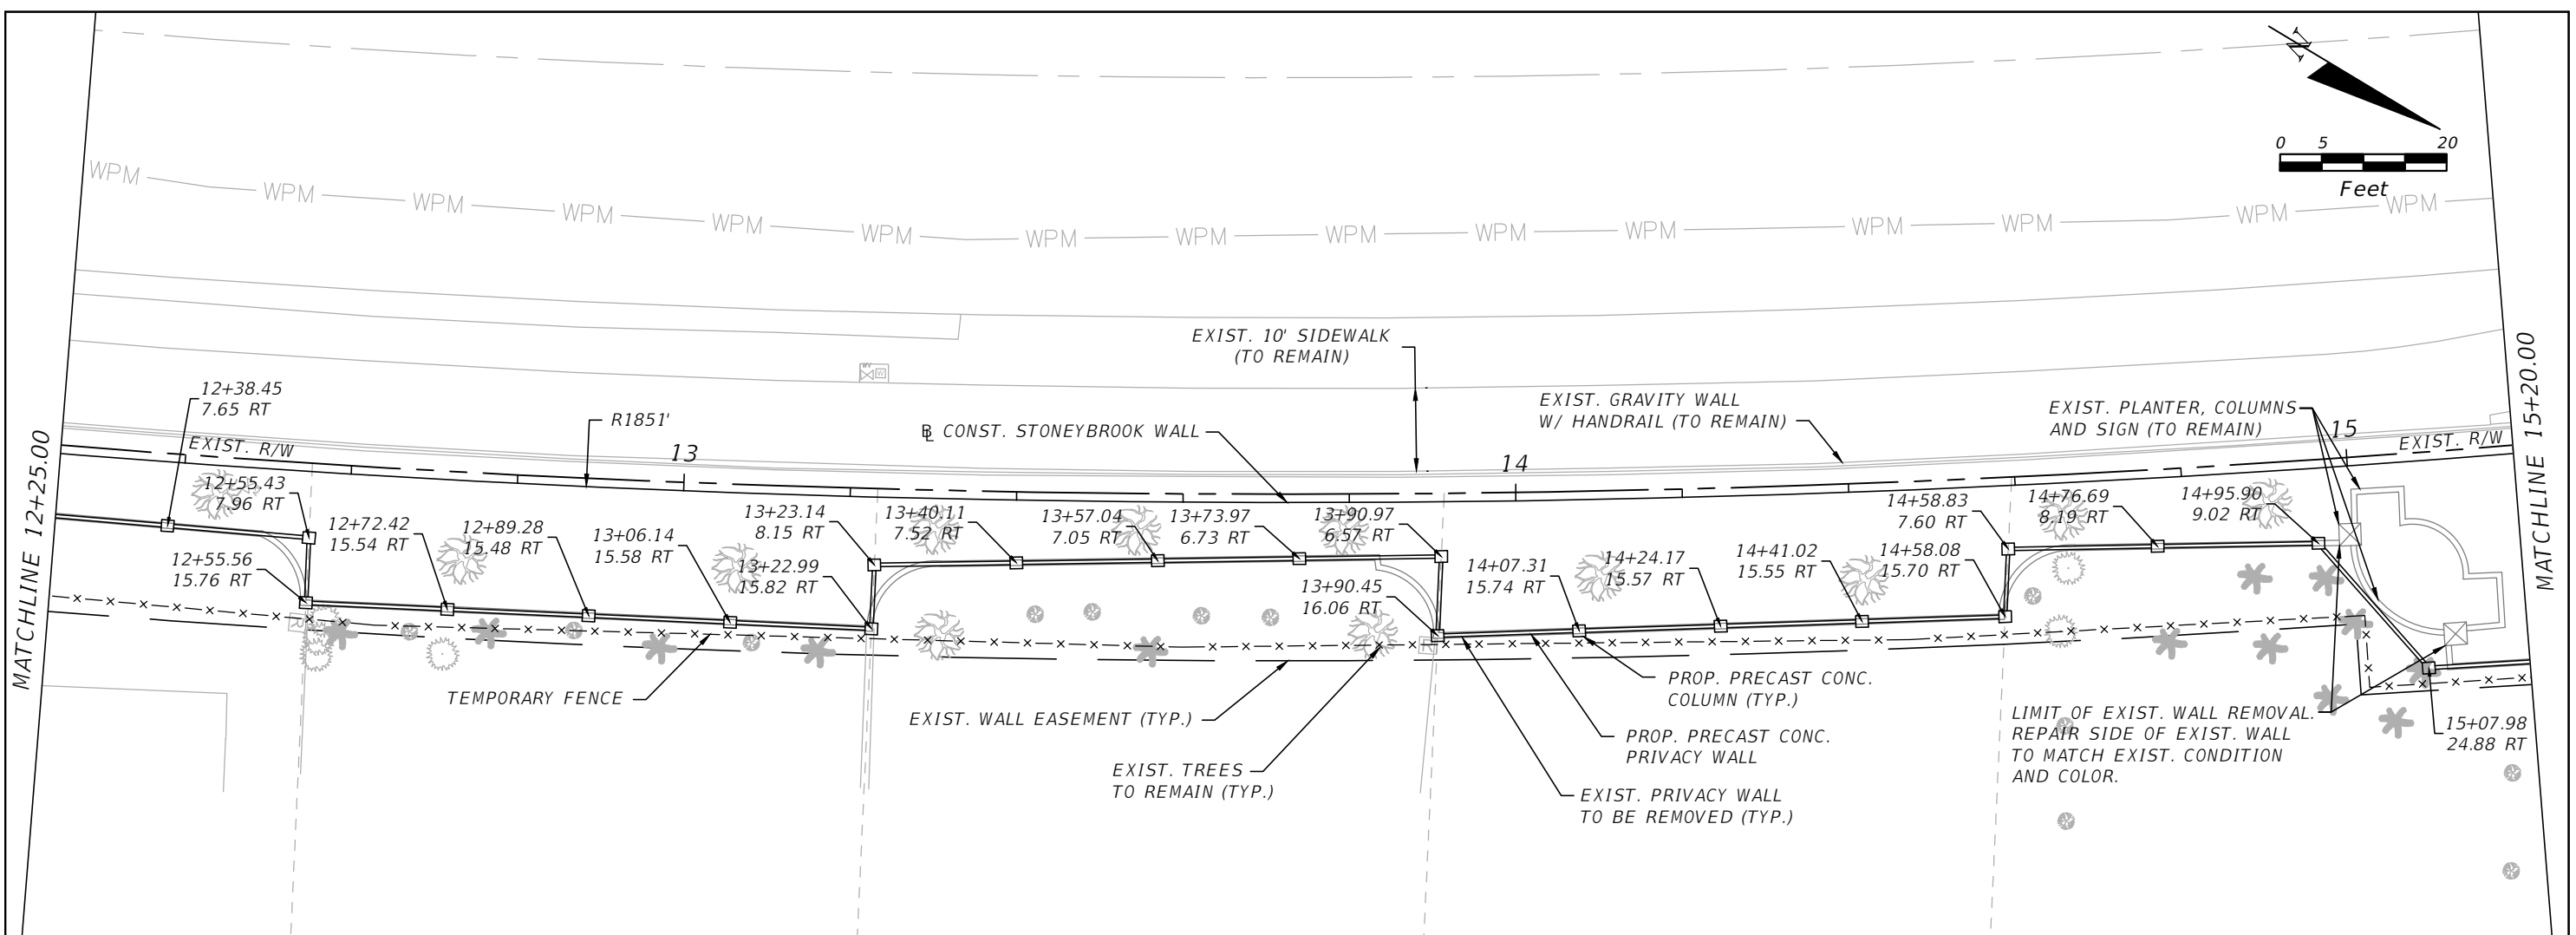 N
0 5 20
Feet
WPM WPM WPM WPM WPM WPM WPM WPM WPM WPM WPM WPM WPM WPM WPM
MATCHLINE 12+25.00
MATCHLINE 15+20.00
EXIST. 10' SIDEWALK
(TO REMAIN)
12+38.45
7.65 RT
EXIST. R/W
R1851'
13
℄ CONST. STONEYBROOK WALL
EXIST. GRAVITY WALL
W/ HANDRAIL (TO REMAIN)
14
EXIST. PLANTER, COLUMNS
AND SIGN (TO REMAIN)
15
EXIST. R/W
12+55.43
7.96 RT
12+55.56
15.76 RT
12+72.42
15.54 RT
12+89.28
15.48 RT
13+06.14
15.58 RT
13+23.14
8.15 RT
13+22.99
15.82 RT
13+40.11
7.52 RT
13+57.04
7.05 RT
13+73.97
6.73 RT
13+90.97
6.57 RT
13+90.45
16.06 RT
14+07.31
15.74 RT
14+24.17
15.57 RT
14+41.02
15.55 RT
14+58.83
7.60 RT
14+58.08
15.70 RT
14+76.69
8.19 RT
14+95.90
9.02 RT
TEMPORARY FENCE
EXIST. WALL EASEMENT (TYP.)
EXIST. TREES
TO REMAIN (TYP.)
PROP. PRECAST CONC.
COLUMN (TYP.)
PROP. PRECAST CONC.
PRIVACY WALL
EXIST. PRIVACY WALL
TO BE REMOVED (TYP.)
LIMIT OF EXIST. WALL REMOVAL.
REPAIR SIDE OF EXIST. WALL
TO MATCH EXIST. CONDITION
AND COLOR.
15+07.98
24.88 RT